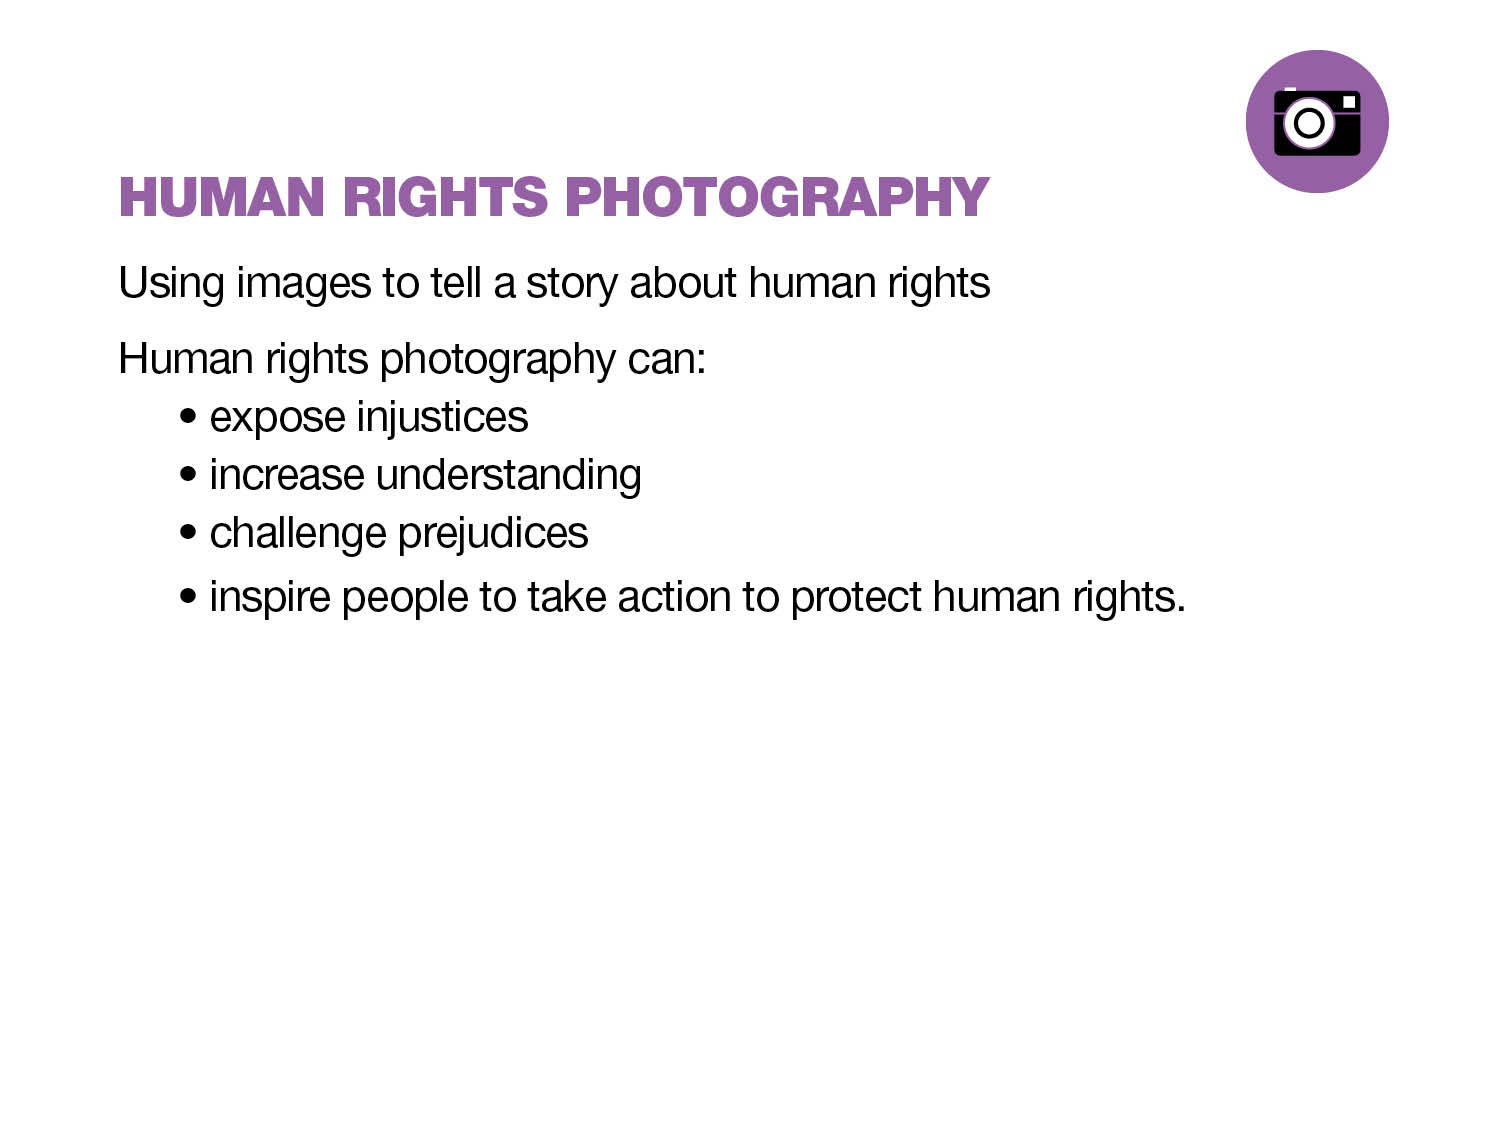 HUMAN RIGHTS PHOTOGRAPHY
Using images to tell a story about human rights
Human rights photography can:
• expose injustices
• increase understanding
• challenge prejudices
• inspire people to take action to protect human rights.